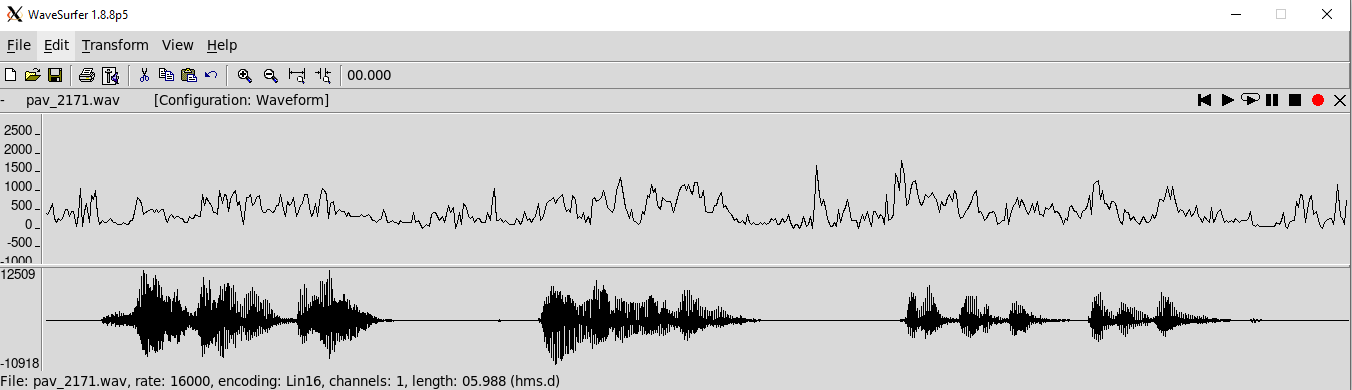 WaveSurfer 1.8.8p5
File Edit Transform View Help
00.000
- pav_2171.wav [Configuration: Waveform]
2500
2000
1500
1000
500
0
-500
-1000
12509
-10918
File: pav_2171.wav, rate: 16000, encoding: Lin16, channels: 1, length: 05.988 (hms.d)